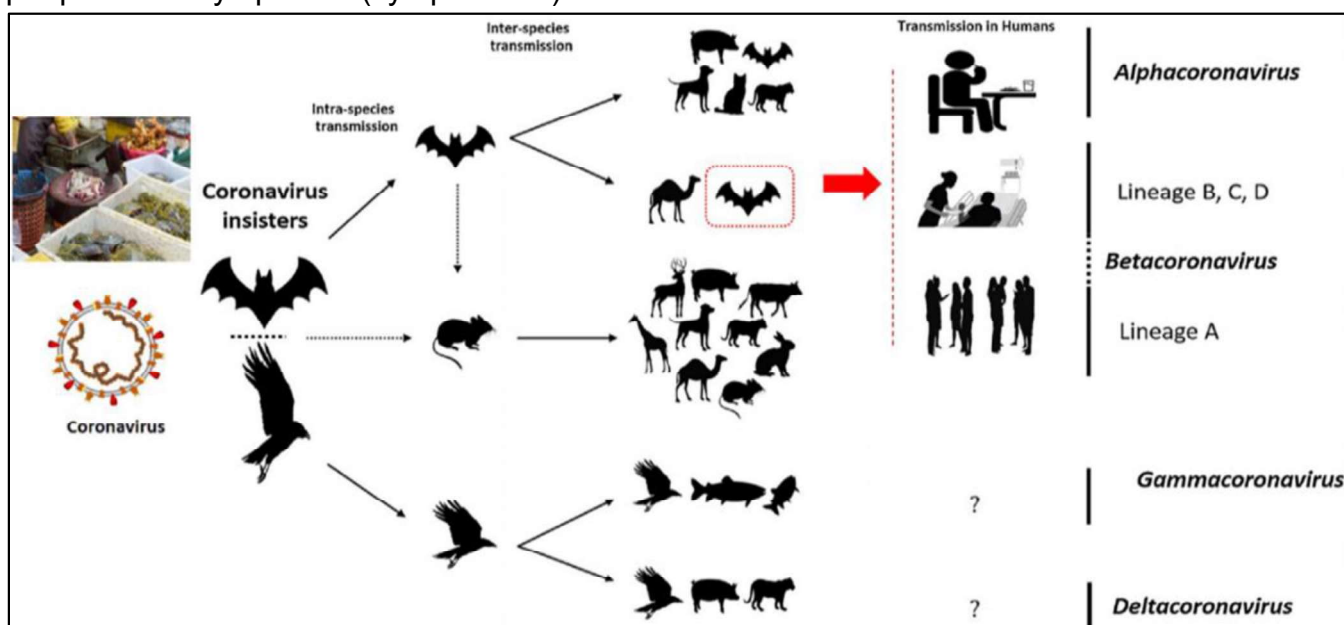 Inter-species
transmission
Transmission in Humans
Alphacoronavirus
Intra-species
transmission
Coronavirus
insisters
Lineage B, C, D
Betacoronavirus
Lineage A
Coronavirus
Gammacoronavirus
?
Deltacoronavirus
?